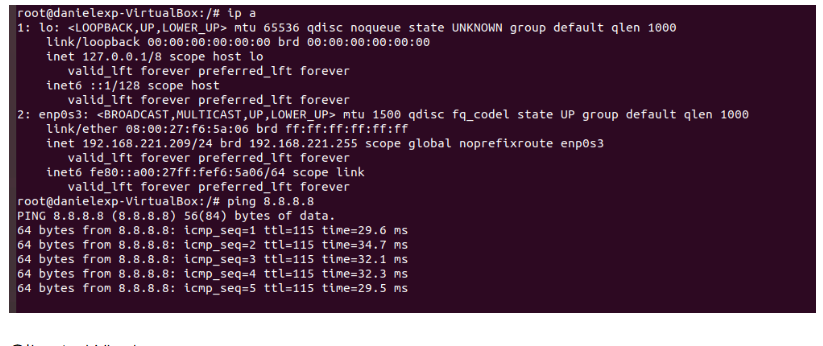 root@danielexp-VirtualBox:/# ip a
1: lo: <LOOPBACK,UP,LOWER_UP> mtu 65536 qdisc noqueue state UNKNOWN group default qlen 1000
    link/loopback 00:00:00:00:00:00 brd 00:00:00:00:00:00
    inet 127.0.0.1/8 scope host lo
       valid_lft forever preferred_lft forever
    inet6 ::1/128 scope host
       valid_lft forever preferred_lft forever
2: enp0s3: <BROADCAST,MULTICAST,UP,LOWER_UP> mtu 1500 qdisc fq_codel state UP group default qlen 1000
    link/ether 08:00:27:f6:5a:06 brd ff:ff:ff:ff:ff:ff
    inet 192.168.221.209/24 brd 192.168.221.255 scope global noprefixroute enp0s3
       valid_lft forever preferred_lft forever
    inet6 fe80::a00:27ff:fef6:5a06/64 scope link
       valid_lft forever preferred_lft forever
root@danielexp-VirtualBox:/# ping 8.8.8.8
PING 8.8.8.8 (8.8.8.8) 56(84) bytes of data.
64 bytes from 8.8.8.8: icmp_seq=1 ttl=115 time=29.6 ms
64 bytes from 8.8.8.8: icmp_seq=2 ttl=115 time=34.7 ms
64 bytes from 8.8.8.8: icmp_seq=3 ttl=115 time=32.1 ms
64 bytes from 8.8.8.8: icmp_seq=4 ttl=115 time=32.3 ms
64 bytes from 8.8.8.8: icmp_seq=5 ttl=115 time=29.5 ms